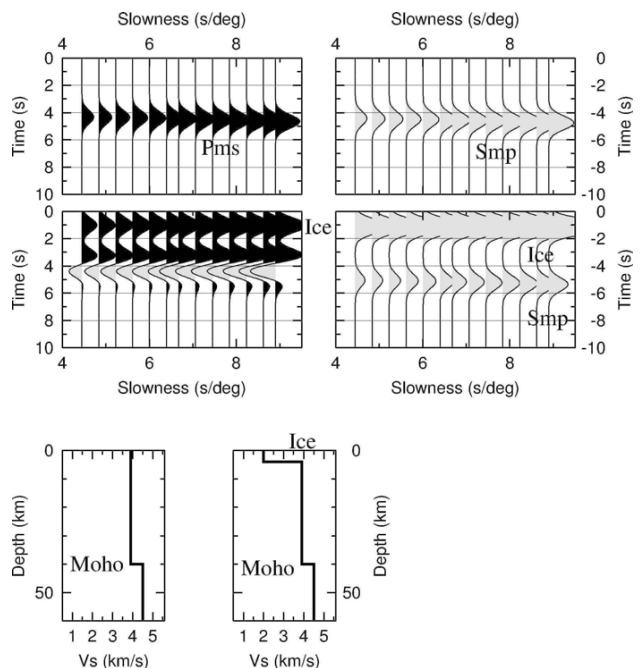 Slowness (s/deg) Slowness (s/deg)
4 6 8 4 6 8
0 0
2 2
4 4
6 6
8 8
10 10
Time (s) Time (s)
Pms Smp
0 0
2 -2
4 -4
6 -6
8 -8
10 -10
Time (s) Time (s)
Ice Ice
Smp
4 6 8 4 6 8
Slowness (s/deg) Slowness (s/deg)
Ice
0 0
50 50
Depth (km) Depth (km)
Moho Moho
1 2 3 4 5 1 2 3 4 5
Vs (km/s) Vs (km/s)